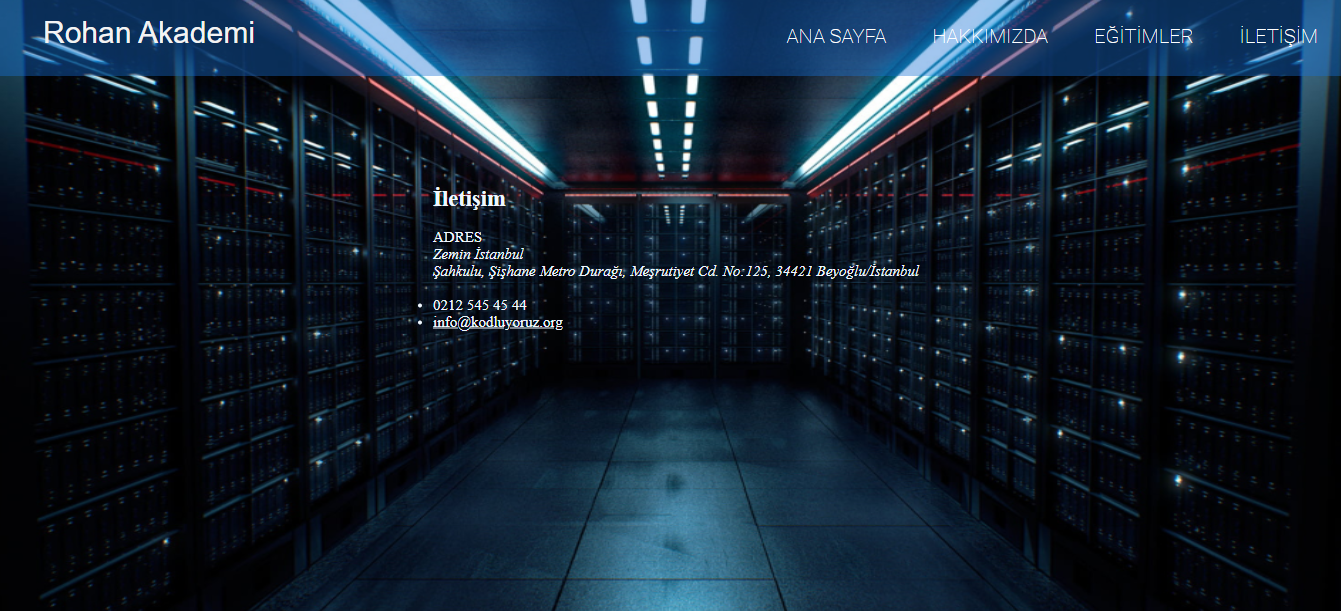 Rohan Akademi
ANA SAYFA HAKKIMIZDA EĞİTİMLER İLETİŞİM
İletişim
ADRES
Zemin İstanbul
Şahkulu, Şişhane Metro Durağı, Meşrutiyet Cd. No:125, 34421 Beyoğlu/İstanbul
• 0212 545 45 44
• info@kodluyoruz.org